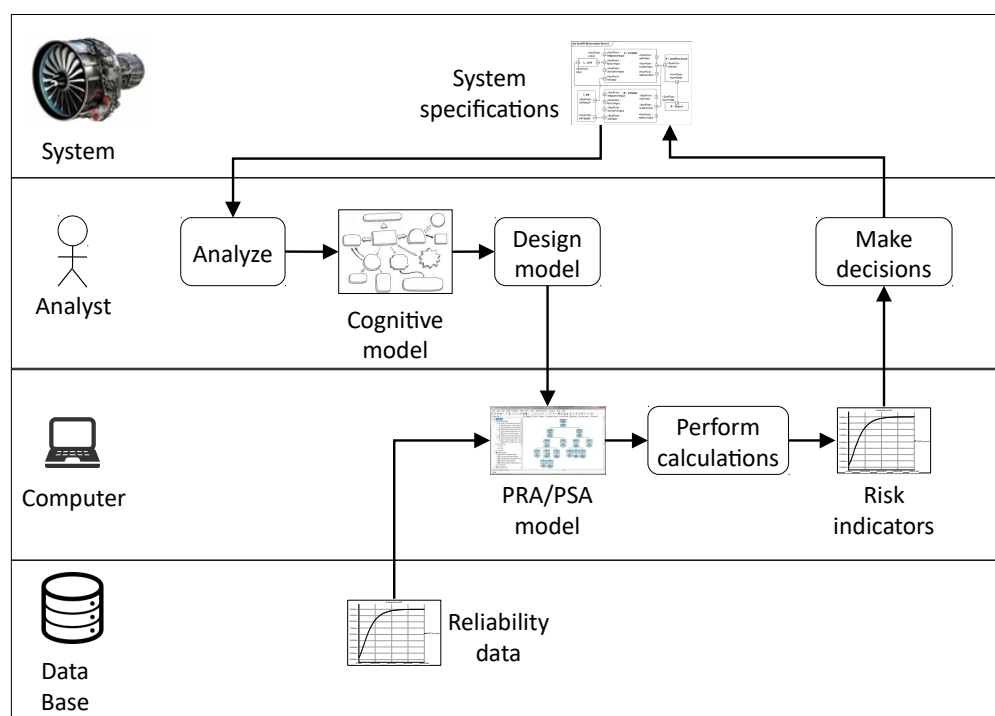 System
specifications
System
Analyze
Design
model
Make
decisions
Analyst
Cognitive
model
Perform
calculations
Computer
PRA/PSA
model
Risk
indicators
Reliability
data
Data
Base